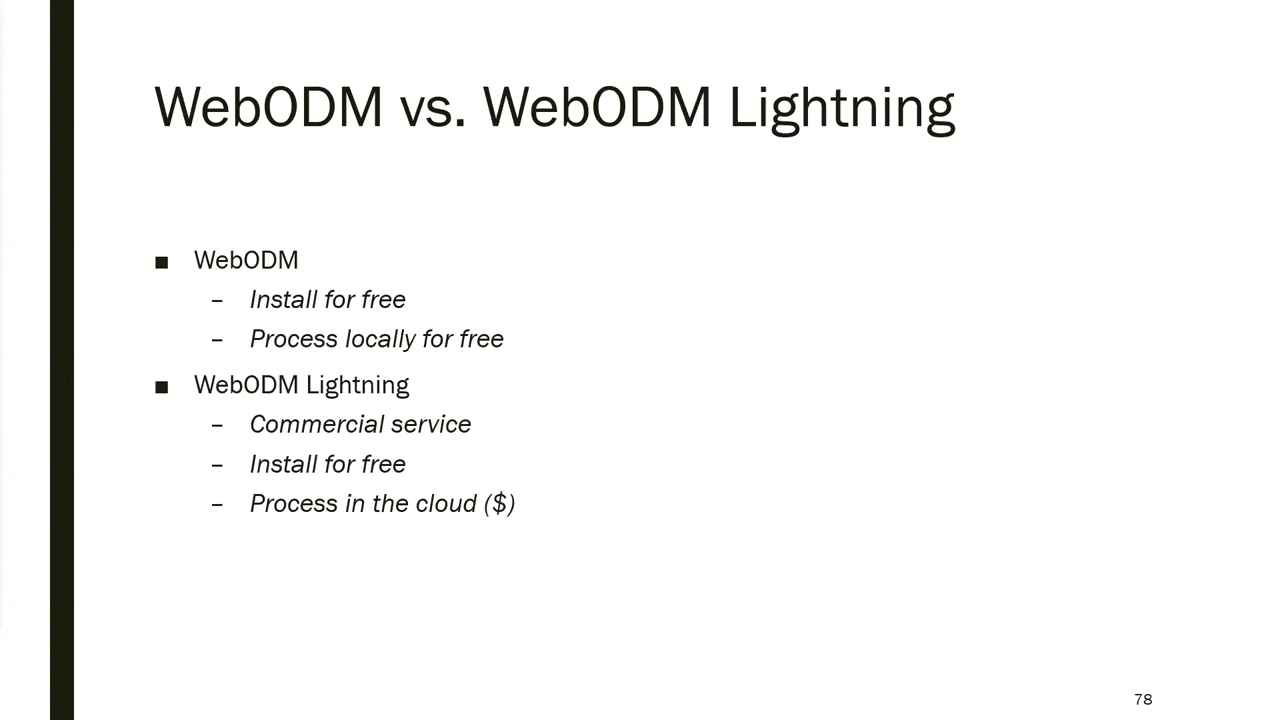 WebODM vs. WebODM Lightning
■ WebODM
– Install for free
– Process locally for free
■ WebODM Lightning
– Commercial service
– Install for free
– Process in the cloud ($)
78